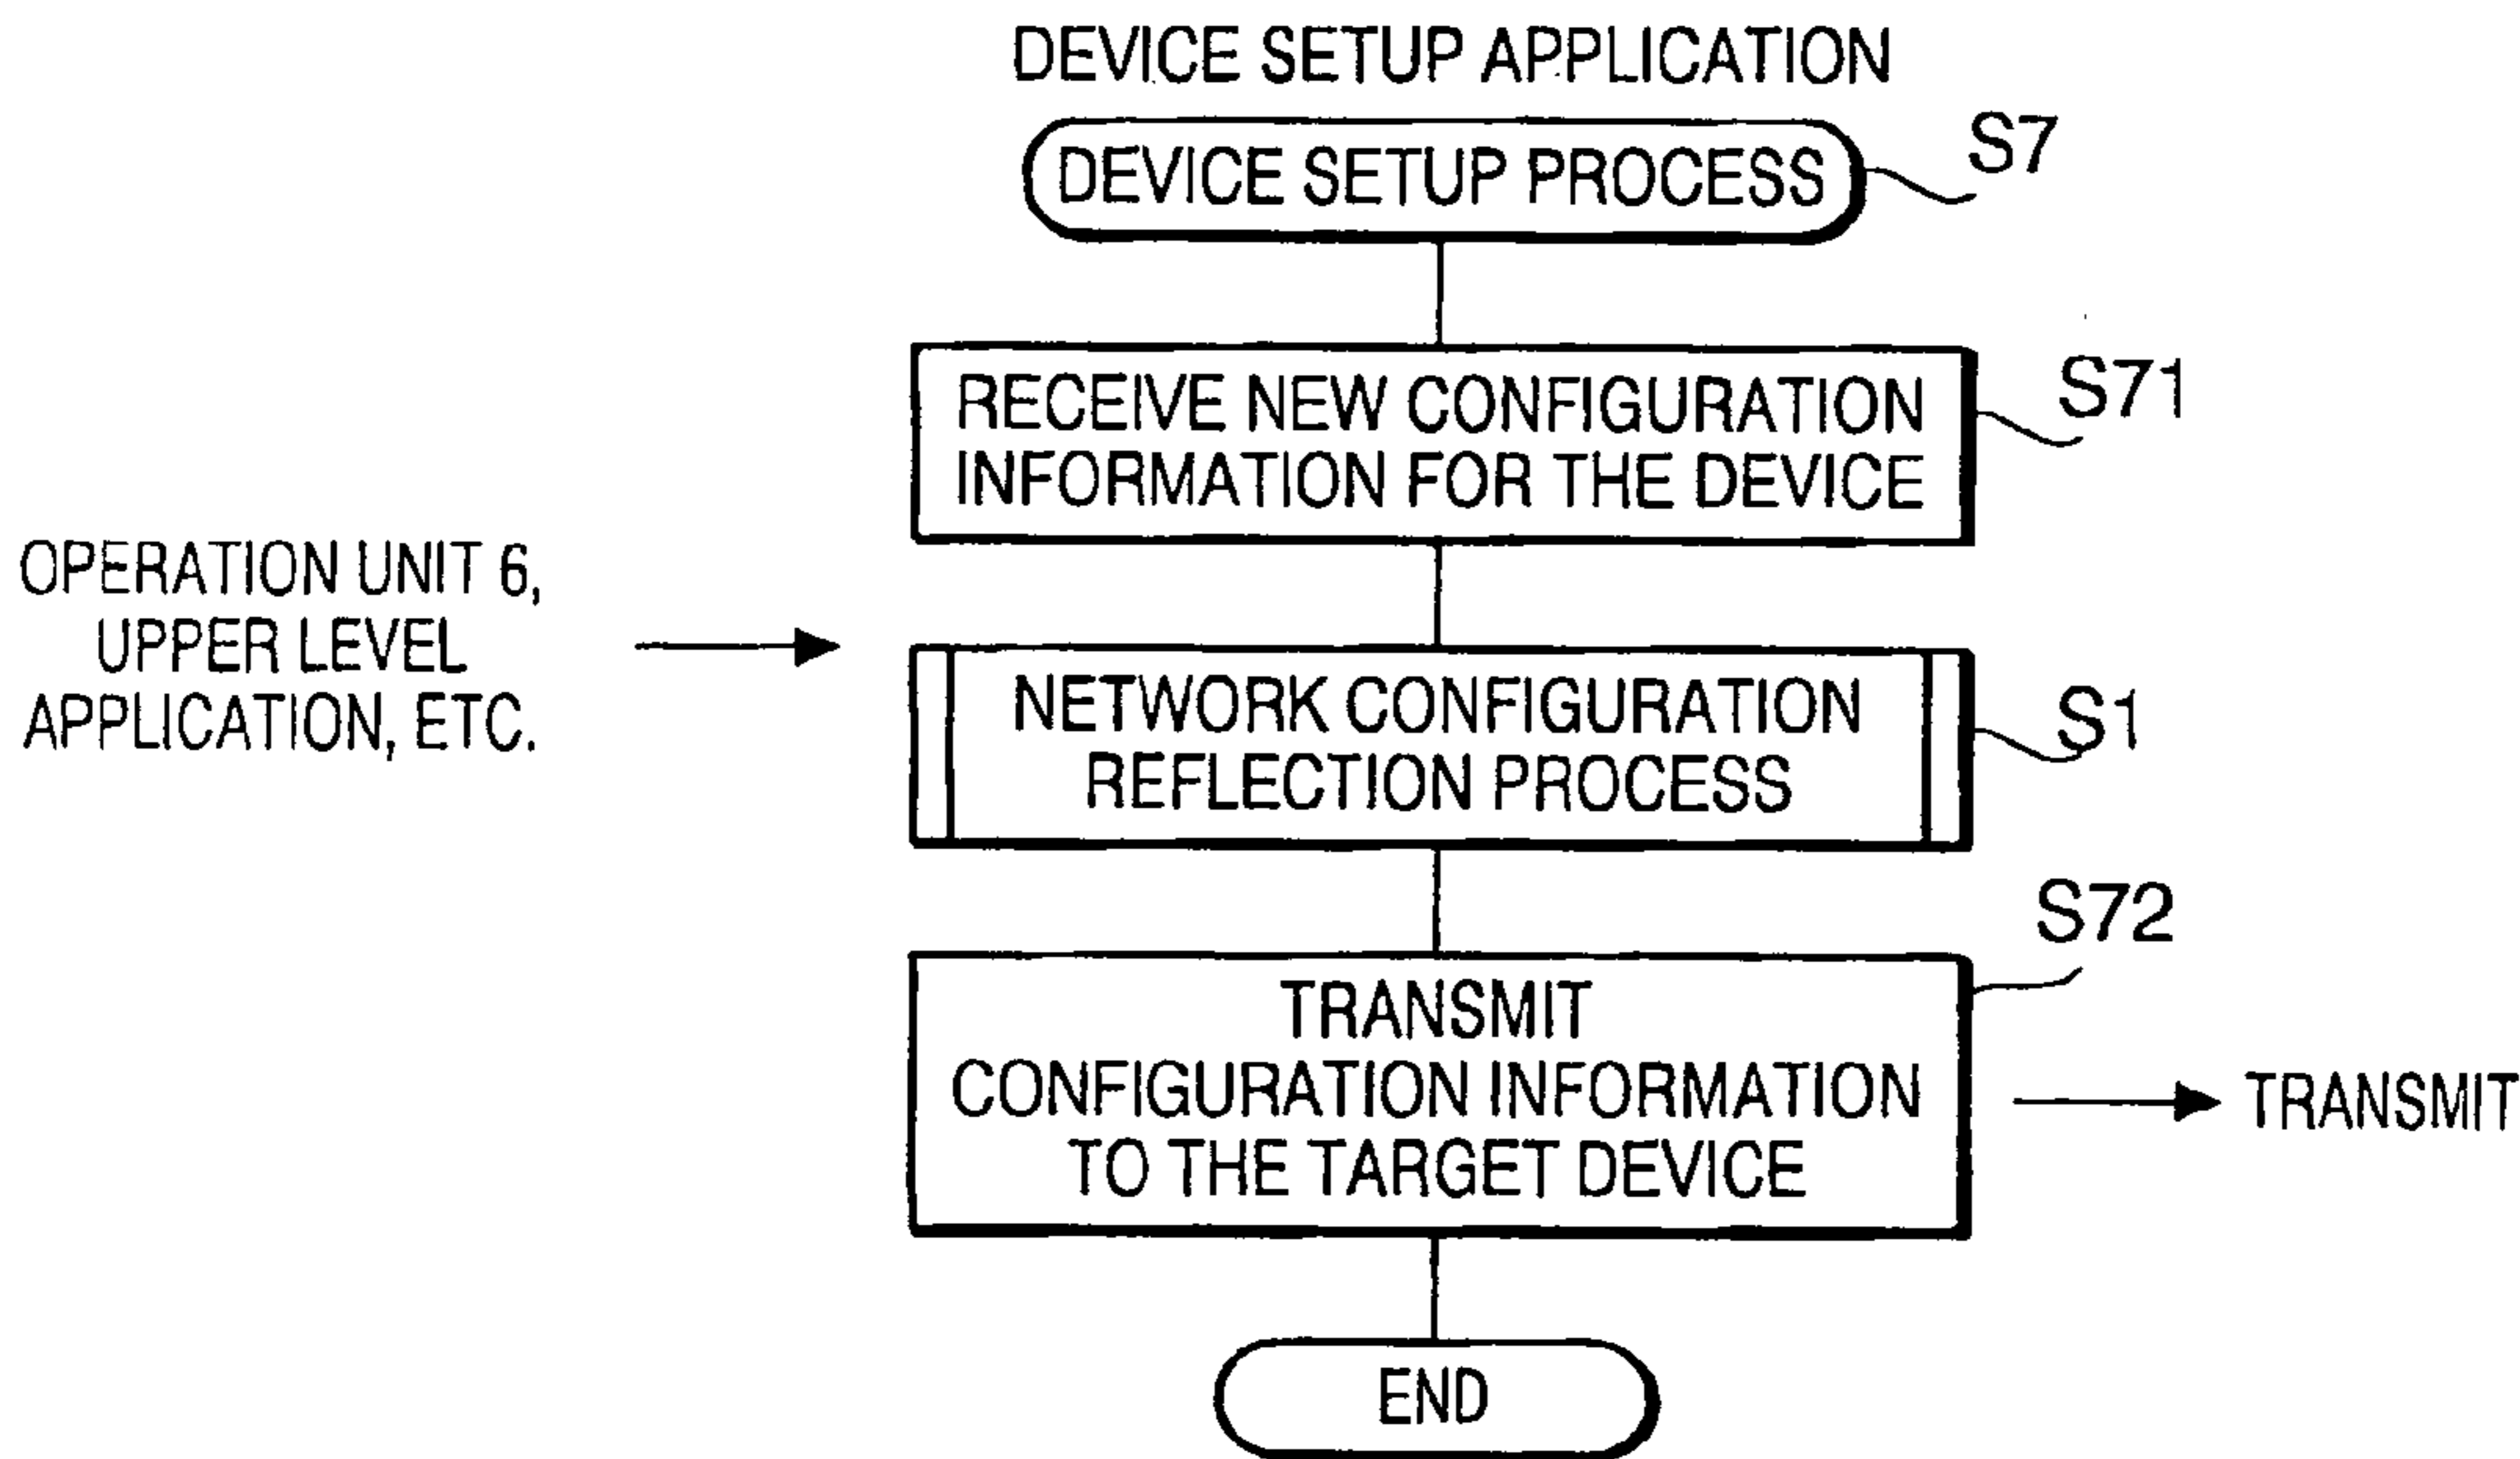 DEVICE SETUP APPLICATION
DEVICE SETUP PROCESS
S7
RECEIVE NEW CONFIGURATION
INFORMATION FOR THE DEVICE
S71
OPERATION UNIT 6,
UPPER LEVEL
APPLICATION, ETC.
NETWORK CONFIGURATION
REFLECTION PROCESS
S1
S72
TRANSMIT
CONFIGURATION INFORMATION
TO THE TARGET DEVICE
TRANSMIT
END